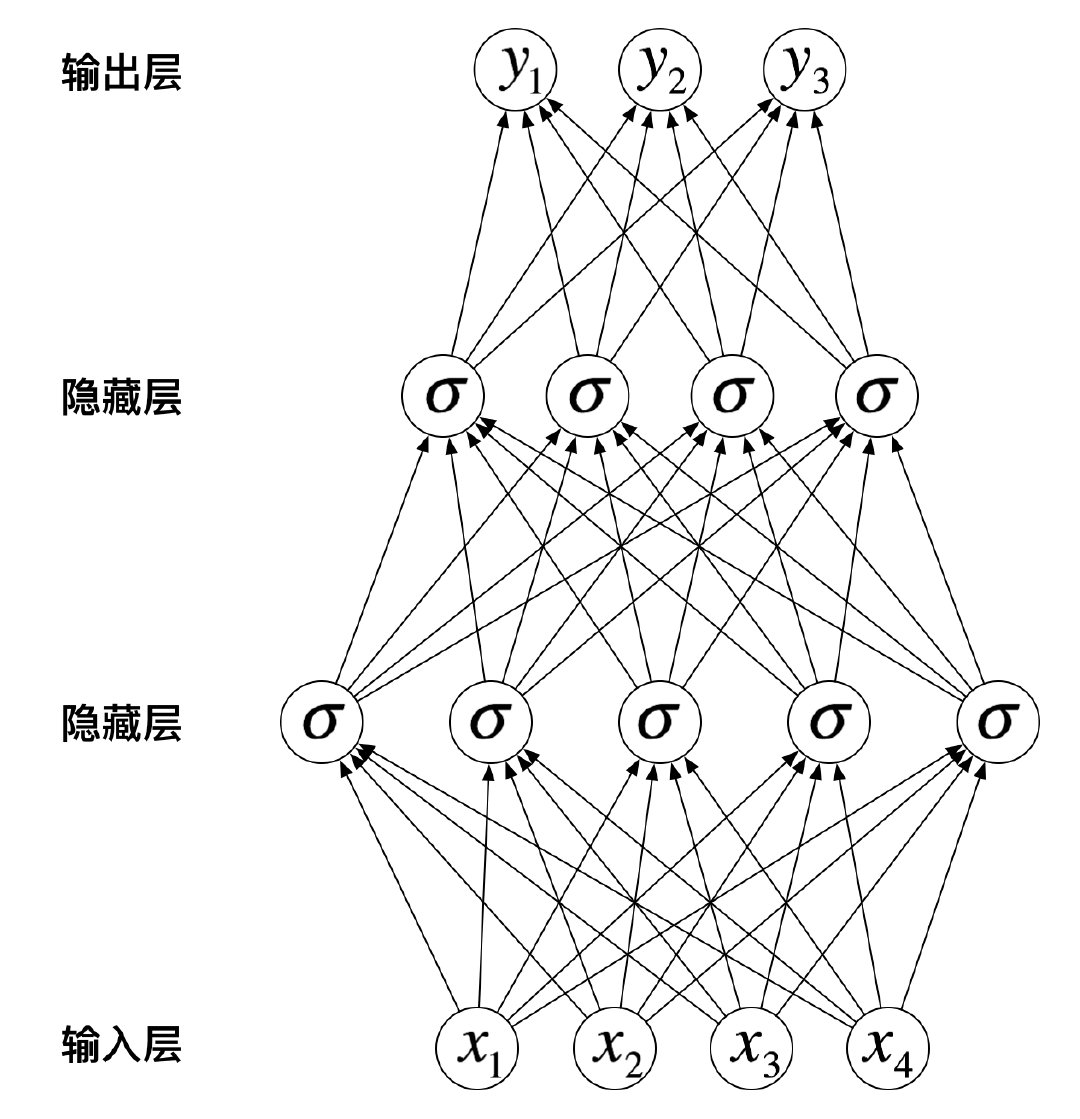 输出层 y₁ y₂ y₃
隐藏层 σ σ σ σ
隐藏层 σ σ σ σ σ
输入层 x₁ x₂ x₃ x₄